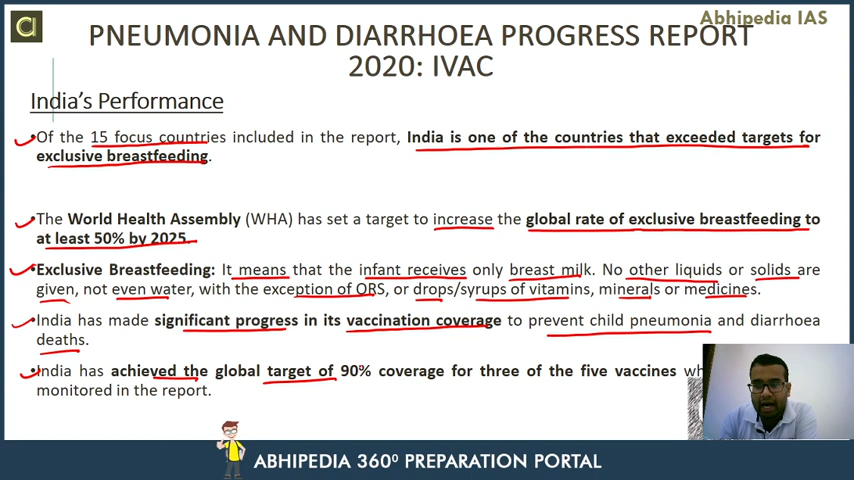 Abhipedia IAS
PNEUMONIA AND DIARRHOEA PROGRESS REPORT
2020: IVAC
India's Performance
•Of the 15 focus countries included in the report, India is one of the countries that exceeded targets for
exclusive breastfeeding.
•The World Health Assembly (WHA) has set a target to increase the global rate of exclusive breastfeeding to
at least 50% by 2025.
•Exclusive Breastfeeding: It means that the infant receives only breast milk. No other liquids or solids are
given, not even water, with the exception of ORS, or drops/syrups of vitamins, minerals or medicines.
•India has made significant progress in its vaccination coverage to prevent child pneumonia and diarrhoea
deaths.
•India has achieved the global target of 90% coverage for three of the five vaccines
monitored in the report.
ABHIPEDIA 360⁰ PREPARATION PORTAL